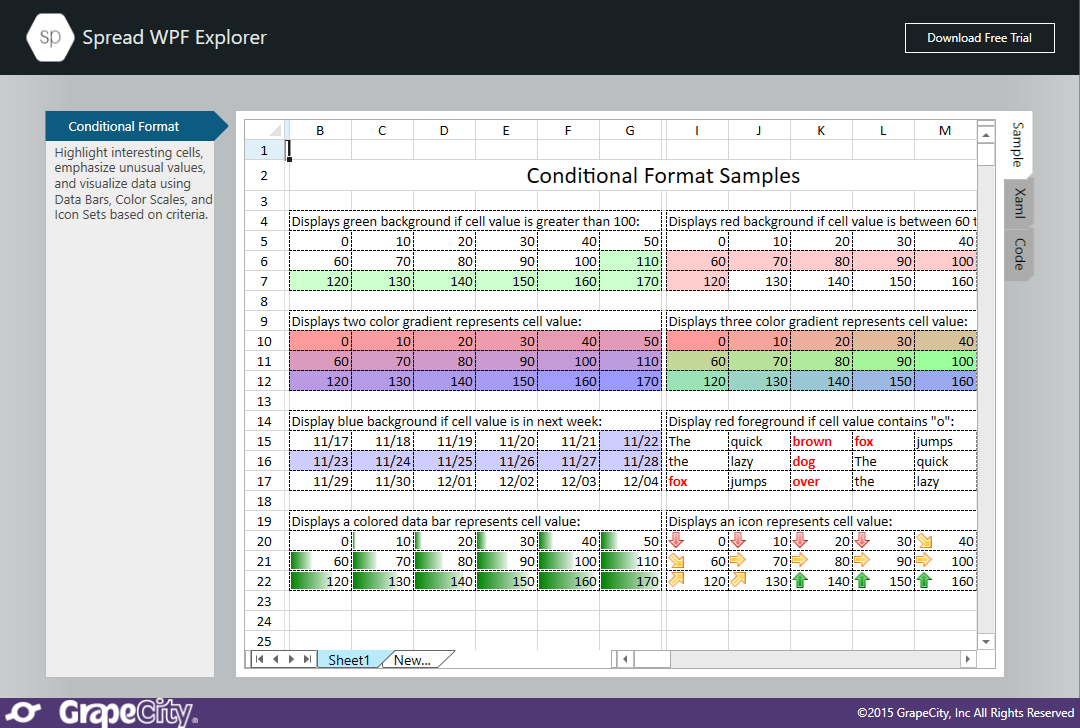 sp Spread WPF Explorer Download Free Trial
Conditional Format
Highlight interesting cells,
emphasize unusual values,
and visualize data using
Data Bars, Color Scales, and
Icon Sets based on criteria.
B C D E F G I J K L M
1
2 Conditional Format Samples
3
4 Displays green background if cell value is greater than 100: Displays red background if cell value is between 60 t
5 0 10 20 30 40 50 0 10 20 30 40
6 60 70 80 90 100 110 60 70 80 90 100
7 120 130 140 150 160 170 120 130 140 150 160
8
9 Displays two color gradient represents cell value: Displays three color gradient represents cell value:
10 0 10 20 30 40 50 0 10 20 30 40
11 60 70 80 90 100 110 60 70 80 90 100
12 120 130 140 150 160 170 120 130 140 150 160
13
14 Display blue background if cell value is in next week: Display red foreground if cell value contains "o":
15 11/17 11/18 11/19 11/20 11/21 11/22 The quick brown fox jumps
16 11/23 11/24 11/25 11/26 11/27 11/28 the lazy dog The quick
17 11/29 11/30 12/01 12/02 12/03 12/04 fox jumps over the lazy
18
19 Displays a colored data bar represents cell value: Displays an icon represents cell value:
20 0 10 20 30 40 50 0 10 20 30 40
21 60 70 80 90 100 110 60 70 80 90 100
22 120 130 140 150 160 170 120 130 140 150 160
23
24
25
Sheet1 New...
Sample
Xaml
Code
GrapeCity. ©2015 GrapeCity, Inc All Rights Reserved